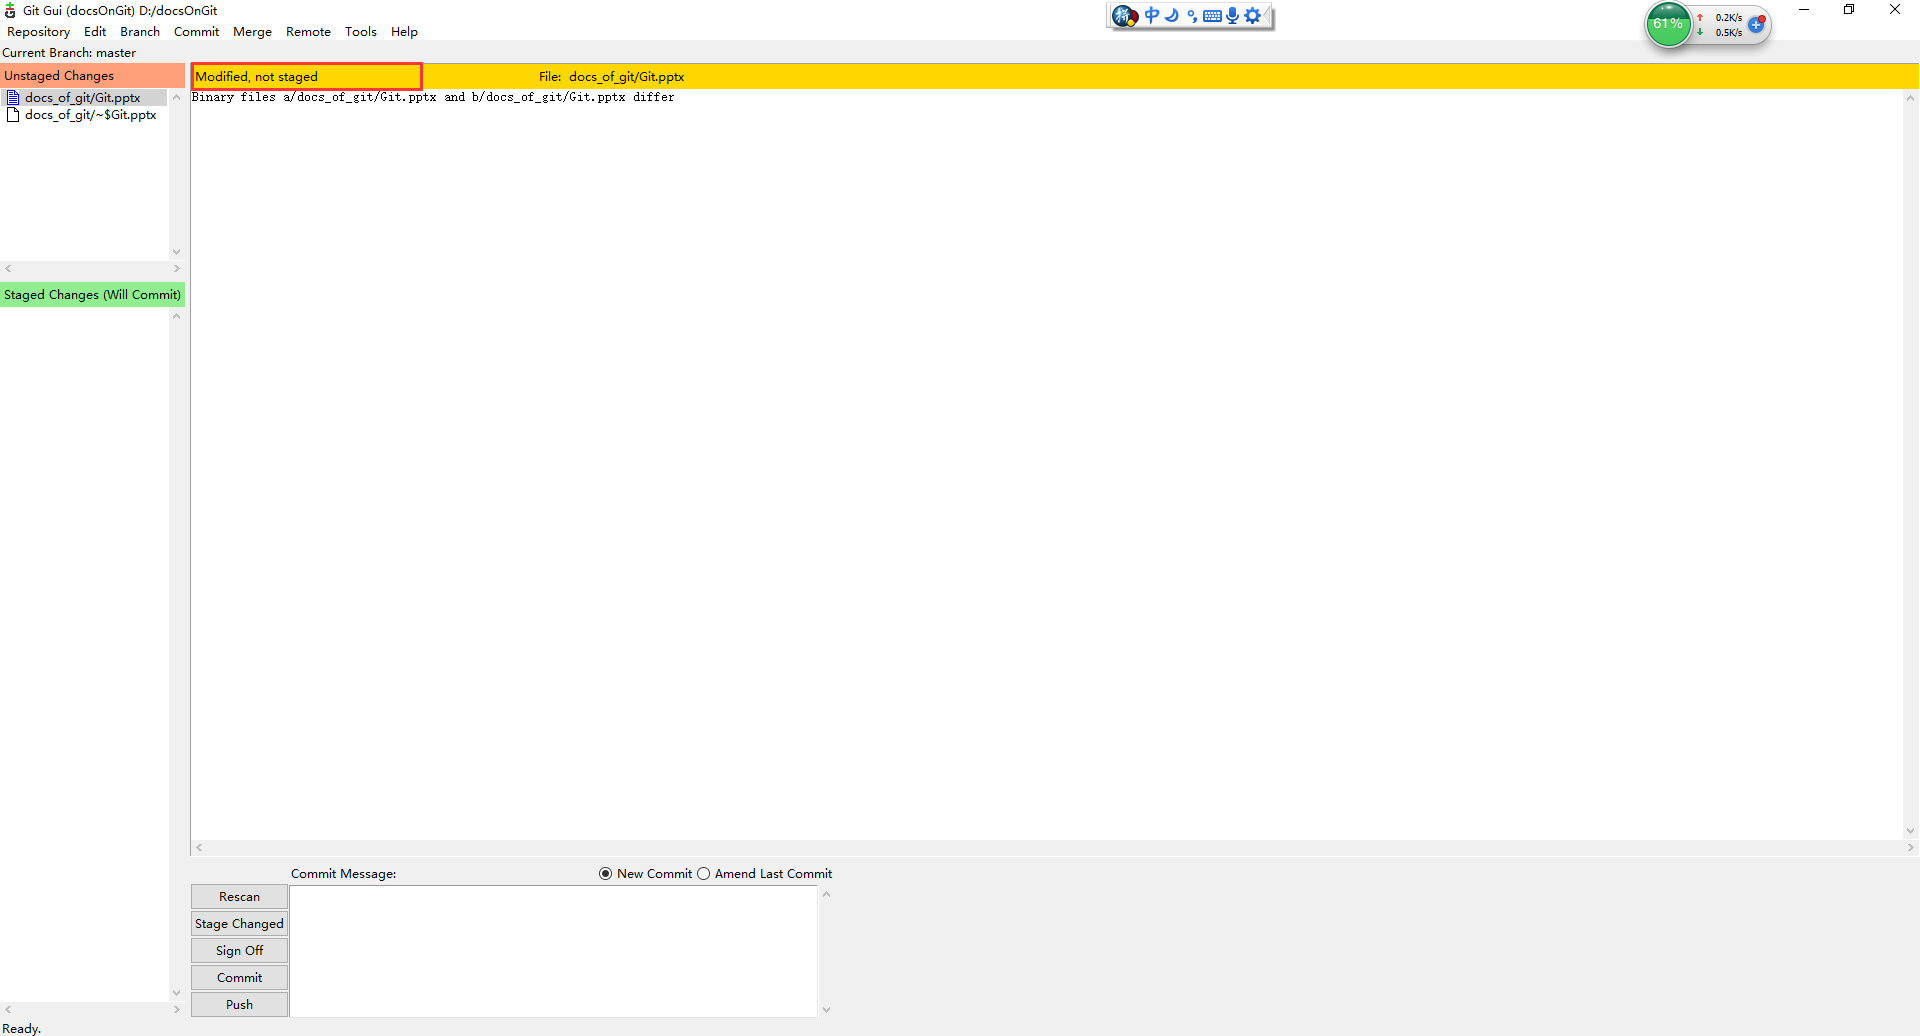 Git Gui (docsOnGit) D:/docsOnGit
中
61%
0.2K/s
0.5K/s
Repository Edit Branch Commit Merge Remote Tools Help
Current Branch: master
Unstaged Changes
Modified, not staged
File: docs_of_git/Git.pptx
docs_of_git/Git.pptx
docs_of_git/~$Git.pptx
Binary files a/docs_of_git/Git.pptx and b/docs_of_git/Git.pptx differ
Staged Changes (Will Commit)
Commit Message:
New Commit
Amend Last Commit
Rescan
Stage Changed
Sign Off
Commit
Push
Ready.